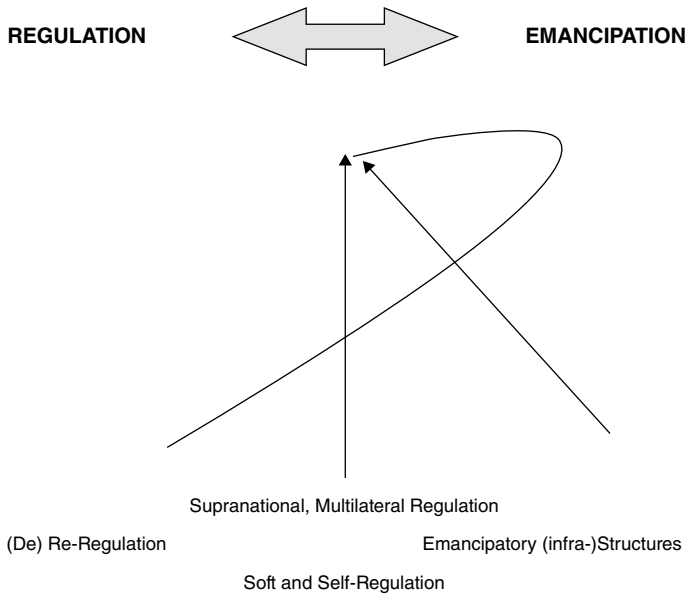 REGULATION EMANCIPATION
Supranational, Multilateral Regulation
(De) Re-Regulation Emancipatory (infra-)Structures
Soft and Self-Regulation